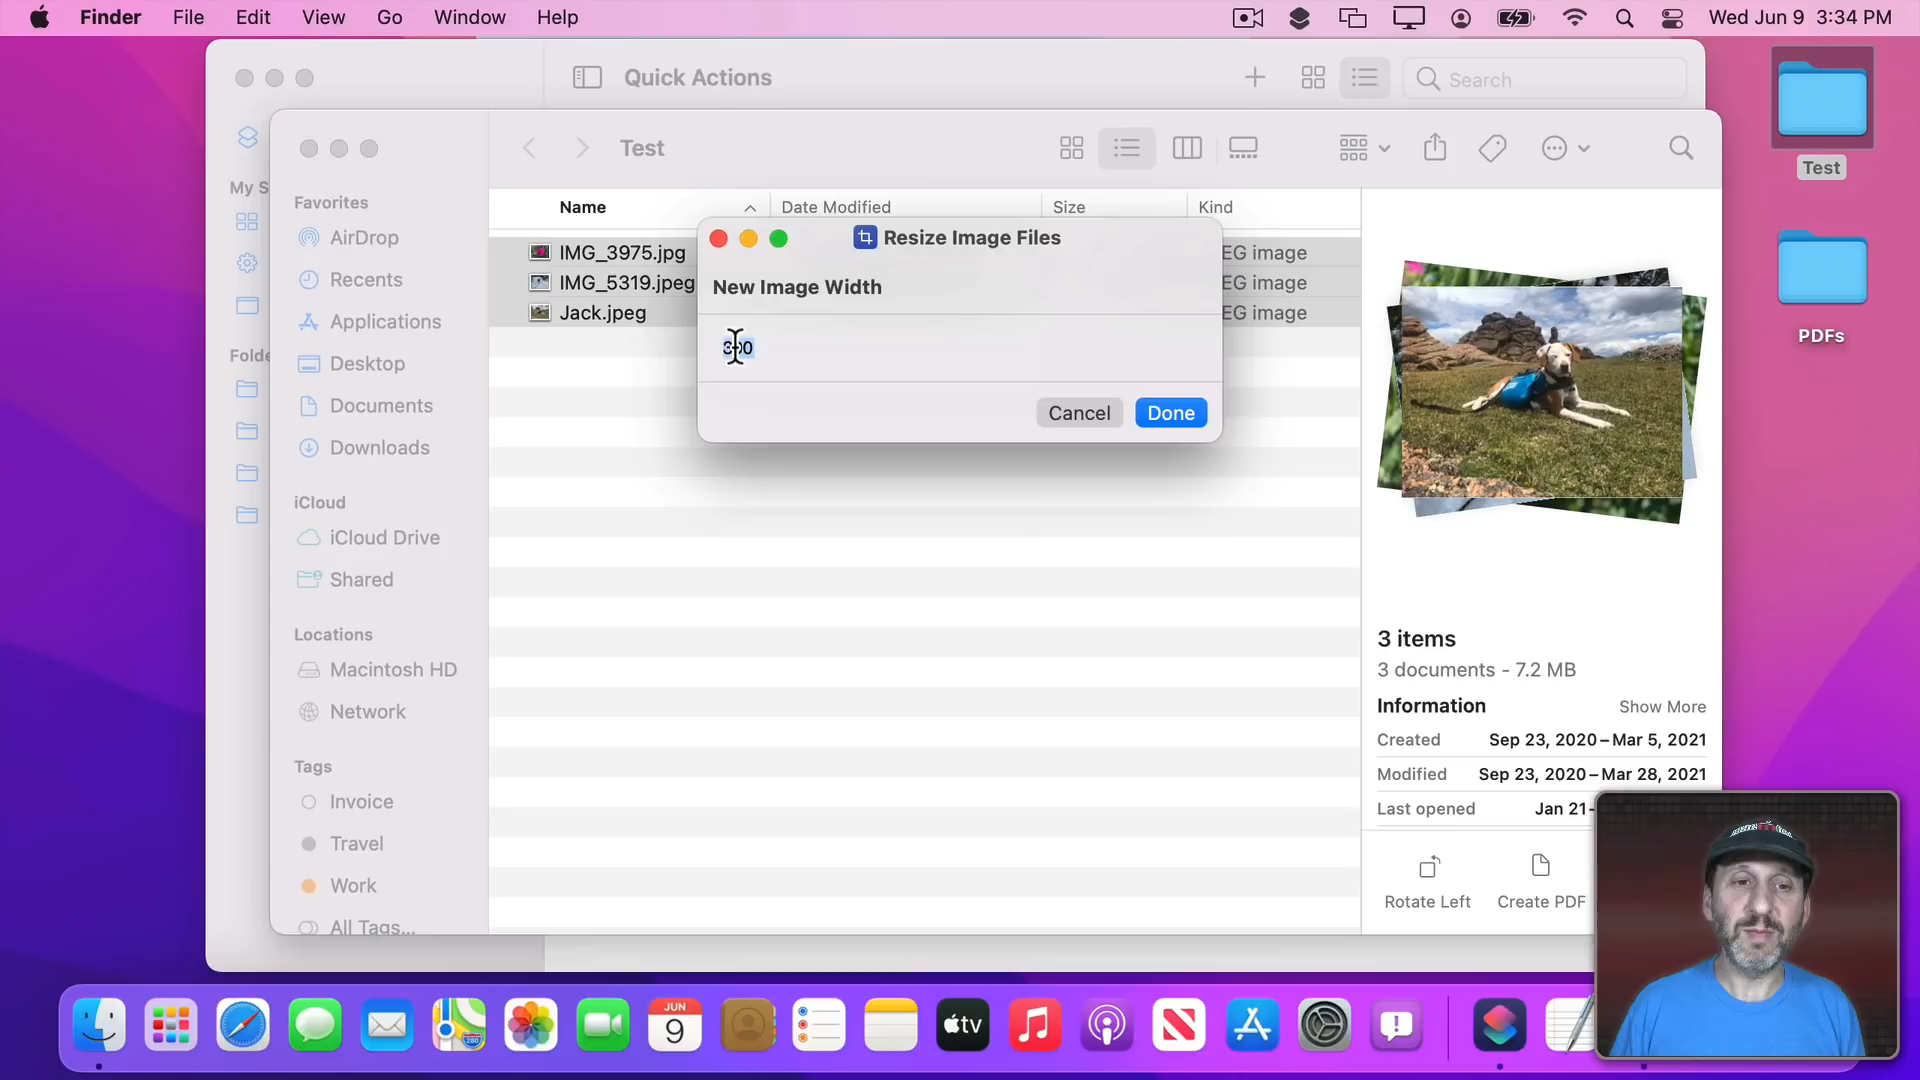 Finder File Edit View Go Window Help
Wed Jun 9 3:34 PM
Quick Actions
Search
Test
My S
Folde
Favorites
AirDrop
Recents
Applications
Desktop
Documents
Downloads
iCloud
iCloud Drive
Shared
Locations
Macintosh HD
Network
Tags
Invoice
Travel
Work
All Tags...
Name Date Modified Size Kind
IMG_3975.jpg EG image
IMG_5319.jpeg EG image
Jack.jpeg EG image
Resize Image Files
New Image Width
Cancel Done
3 items
3 documents - 7.2 MB
Information Show More
Created Sep 23, 2020 – Mar 5, 2021
Modified Sep 23, 2020 – Mar 28, 2021
Last opened Jan 21-
Rotate Left Create PDF
Test
PDFs
JUN
9
tv
280